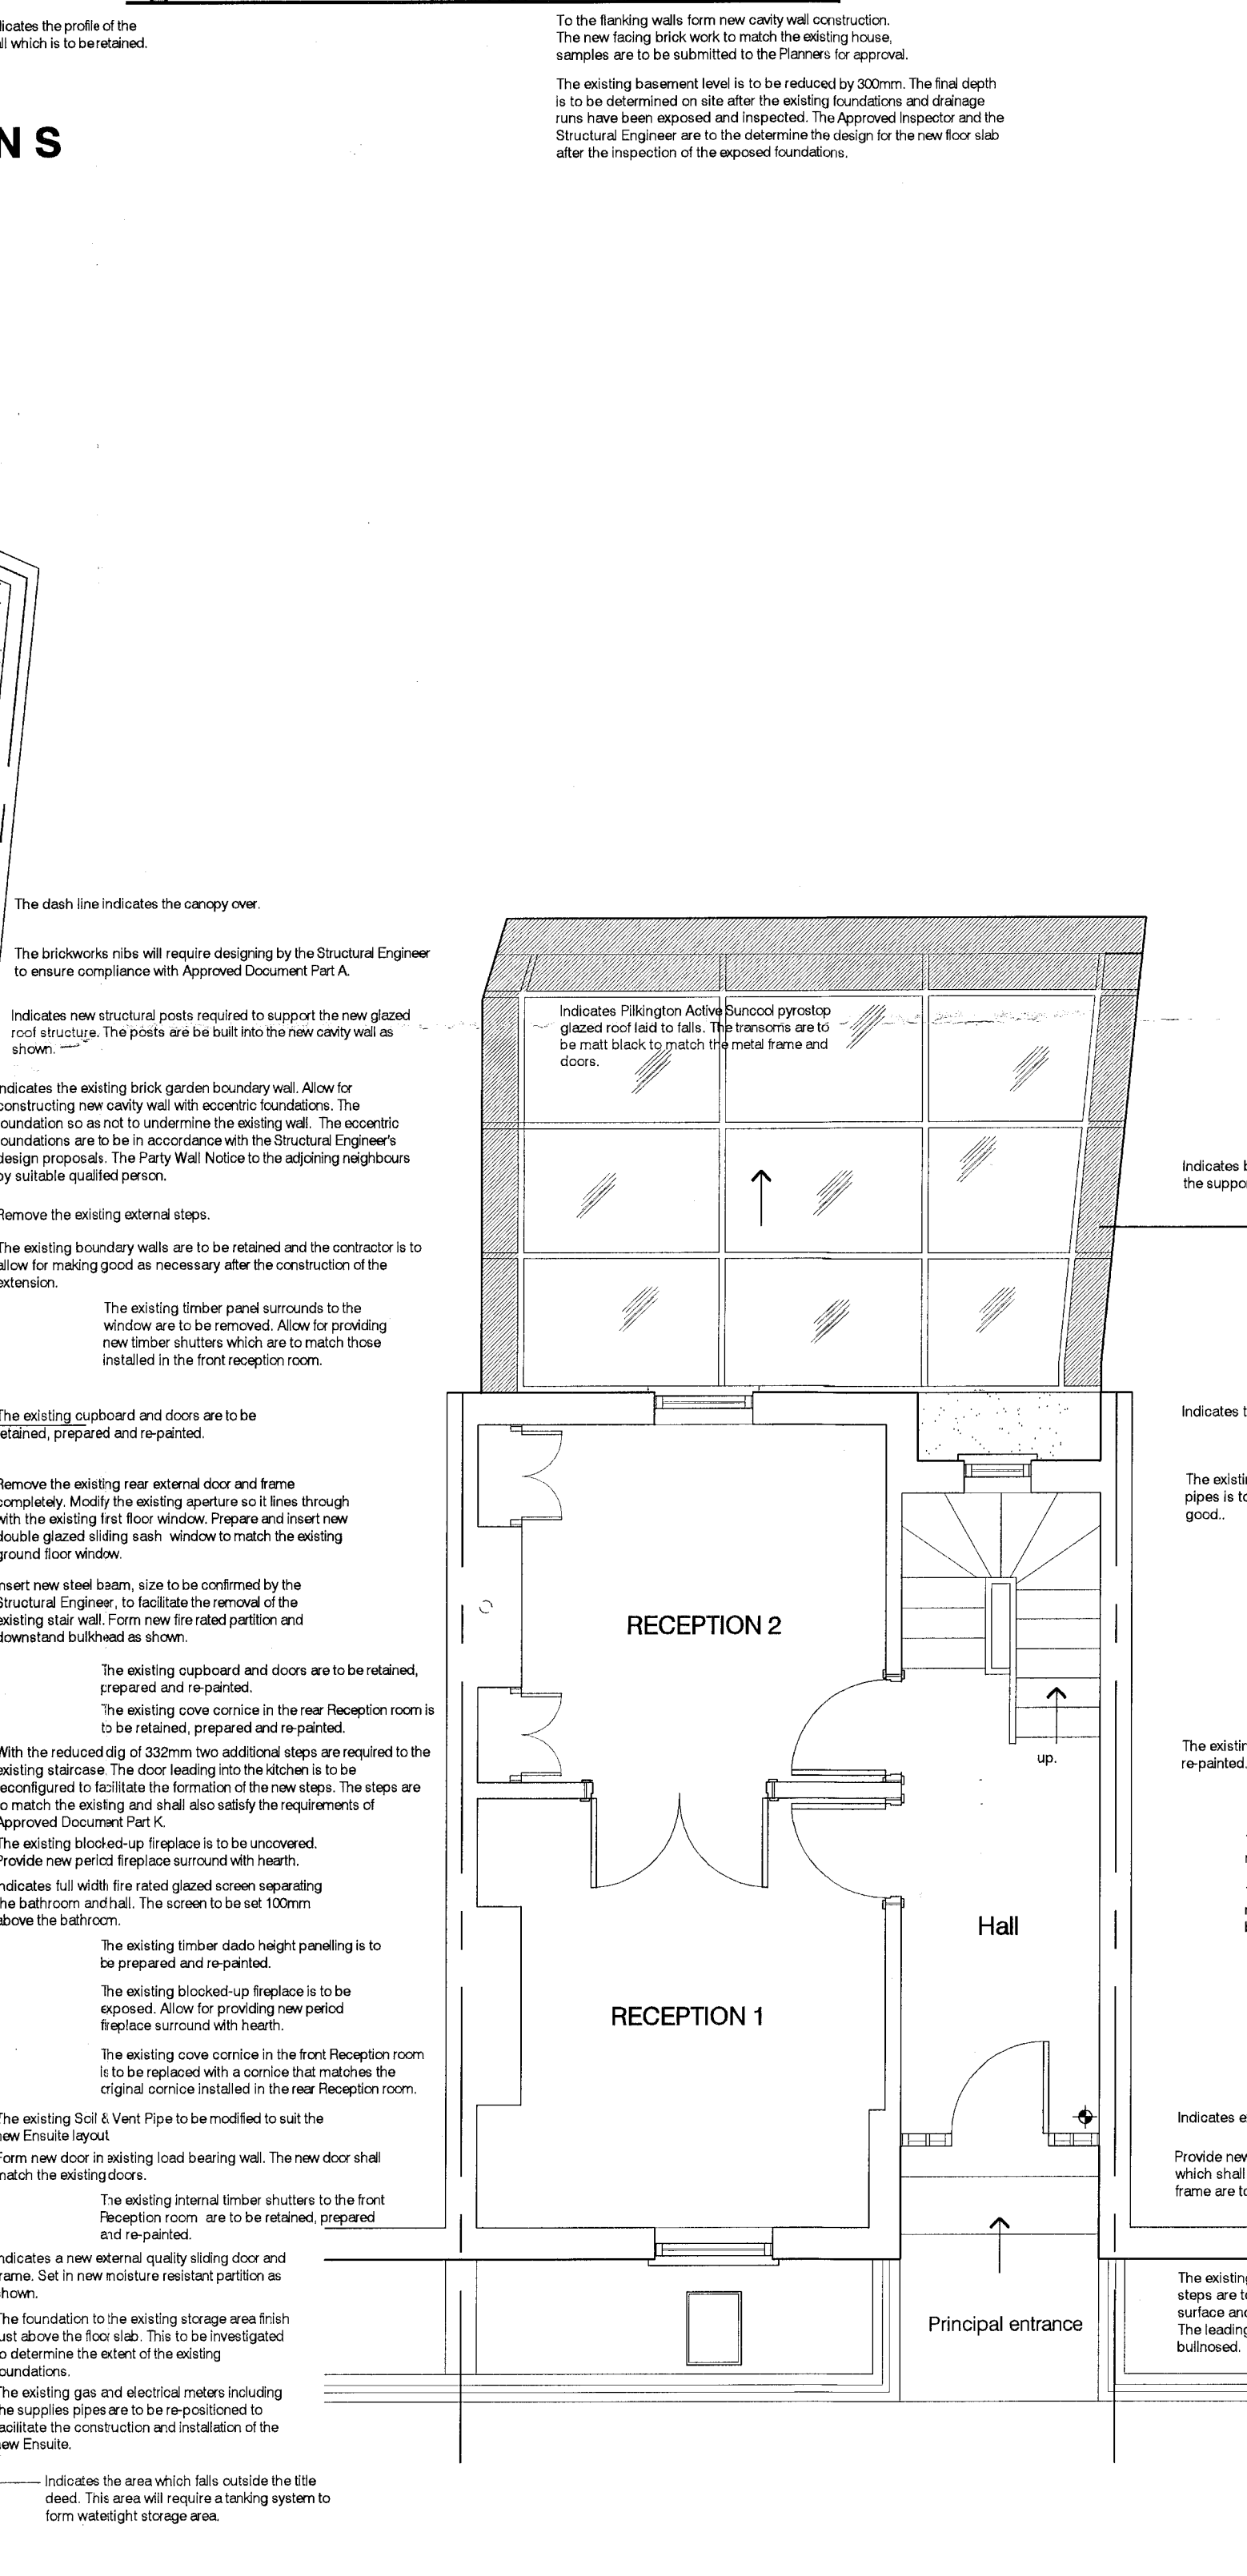 licates the profile of the
ll which is to be retained.
N S
To the flanking walls form new cavity wall construction.
The new facing brick work to match the existing house,
samples are to be submitted to the Planners for approval.
The existing basement level is to be reduced by 300mm. The final depth
is to be determined on site after the existing foundations and drainage
runs have been exposed and inspected. The Approved Inspector and the
Structural Engineer are to the determine the design for the new floor slab
after the inspection of the exposed foundations.
The dash line indicates the canopy over.
The brickworks nibs will require designing by the Structural Engineer
to ensure compliance with Approved Document Part A.
Indicates new structural posts required to support the new glazed
roof structure. The posts are be built into the new cavity wall as
shown.
ndicates the existing brick garden boundary wall. Allow for
constructing new cavity wall with eccentric foundations. The
oundation so as not to undermine the existing wall. The eccentric
oundations are to be in accordance with the Structural Engineer's
design proposals. The Party Wall Notice to the adjoining neighbours
by suitable qualifed person.
Remove the existing external steps.
The existing boundary walls are to be retained and the contractor is to
allow for making good as necessary after the construction of the
extension.
The existing timber panel surrounds to the
window are to be removed. Allow for providing
new timber shutters which are to match those
installed in the front reception room.
The existing cupboard and doors are to be
etained, prepared and re-painted.
Remove the existing rear external door and frame
completely. Modify the existing aperture so it lines through
with the existing first floor window. Prepare and insert new
double glazed sliding sash window to match the existing
ground floor window.
nsert new steel beam, size to be confirmed by the
Structural Engineer, to facilitate the removal of the
existing stair wall. Form new fire rated partition and
downstand bulkhead as shown.
The existing cupboard and doors are to be retained,
prepared and re-painted.
The existing cove cornice in the rear Reception room is
to be retained, prepared and re-painted.
With the reduced dig of 332mm two additional steps are required to the
existing staircase. The door leading into the kitchen is to be
reconfigured to facilitate the formation of the new steps. The steps are
o match the existing and shall also satisfy the requirements of
Approved Document Part K.
The existing blocked-up fireplace is to be uncovered.
Provide new period fireplace surround with hearth.
ndicates full width fire rated glazed screen separating
he bathroom and hall. The screen to be set 100mm
above the bathroom.
The existing timber dado height panelling is to
be prepared and re-painted.
The existing blocked-up fireplace is to be
exposed. Allow for providing new period
fireplace surround with hearth.
The existing cove cornice in the front Reception room
is to be replaced with a cornice that matches the
original cornice installed in the rear Reception room.
The existing Soil & Vent Pipe to be modified to suit the
new Ensuite layout
Form new door in existing load bearing wall. The new door shall
match the existing doors.
The existing internal timber shutters to the front
Reception room are to be retained, prepared
and re-painted.
ndicates a new external quality sliding door and
frame. Set in new moisture resistant partition as
shown.
The foundation to the existing storage area finish
ust above the floor slab. This to be investigated
o determine the extent of the existing
oundations.
The existing gas and electrical meters including
he supplies pipes are to be re-positioned to
acilitate the construction and installation of the
new Ensuite.
Indicates the area which falls outside the title
deed. This area will require a tanking system to
form watertight storage area.
Indicates Pilkington Active Suncool pyrostop
glazed roof laid to falls. The transoms are to
be matt black to match the metal frame and
doors.
RECEPTION 2
up.
Hall
RECEPTION 1
Principal entrance
Indicates b
the suppor
Indicates t
The existin
pipes is to
good..
The existin
re-painted.
Indicates e
Provide new
which shall
frame are to
The existing
steps are to
surface and
The leading
bullnosed.